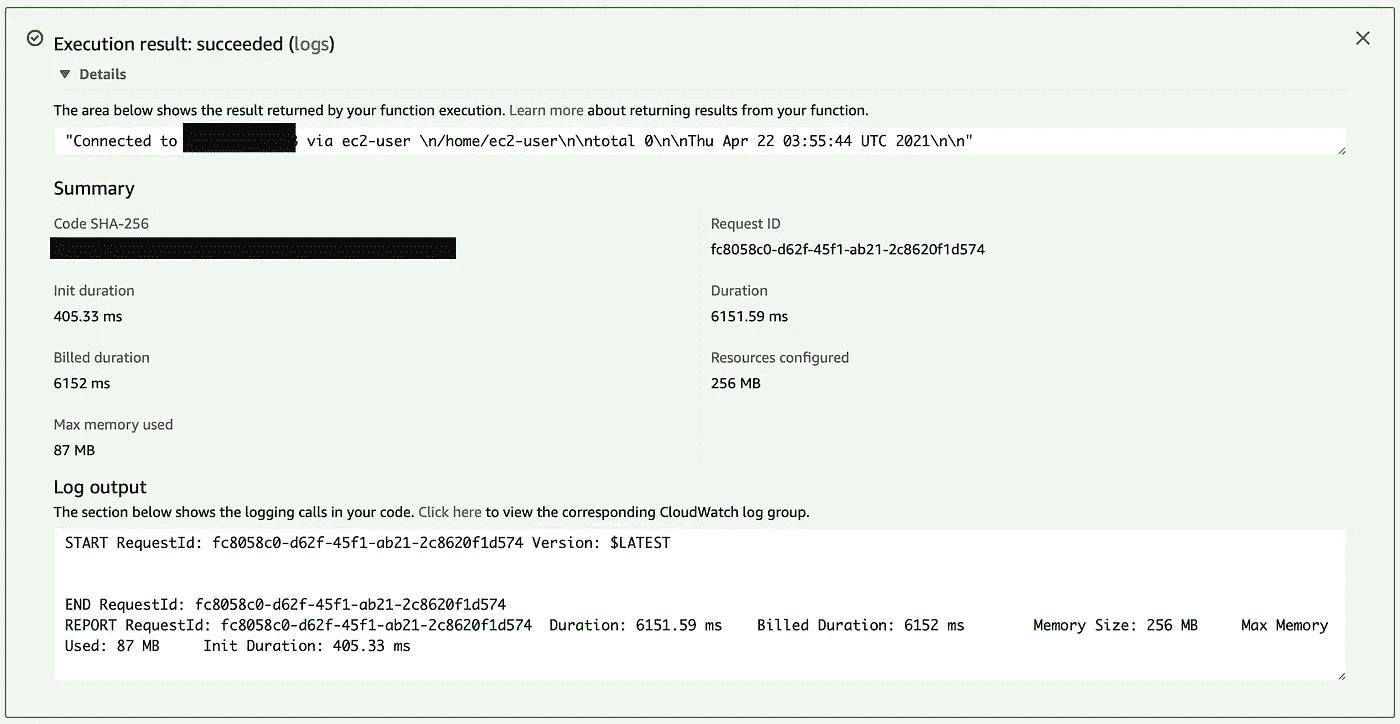 Execution result: succeeded (logs)
Details
The area below shows the result returned by your function execution. Learn more about returning results from your function.
"Connected to via ec2-user \n/home/ec2-user\n\ntotal 0\n\nThu Apr 22 03:55:44 UTC 2021\n\n"
Summary
Code SHA-256
Request ID
fc8058c0-d62f-45f1-ab21-2c8620f1d574
Init duration
405.33 ms
Duration
6151.59 ms
Billed duration
6152 ms
Resources configured
256 MB
Max memory used
87 MB
Log output
The section below shows the logging calls in your code. Click here to view the corresponding CloudWatch log group.
START RequestId: fc8058c0-d62f-45f1-ab21-2c8620f1d574 Version: $LATEST
END RequestId: fc8058c0-d62f-45f1-ab21-2c8620f1d574
REPORT RequestId: fc8058c0-d62f-45f1-ab21-2c8620f1d574 Duration: 6151.59 ms Billed Duration: 6152 ms Memory Size: 256 MB Max Memory
Used: 87 MB Init Duration: 405.33 ms